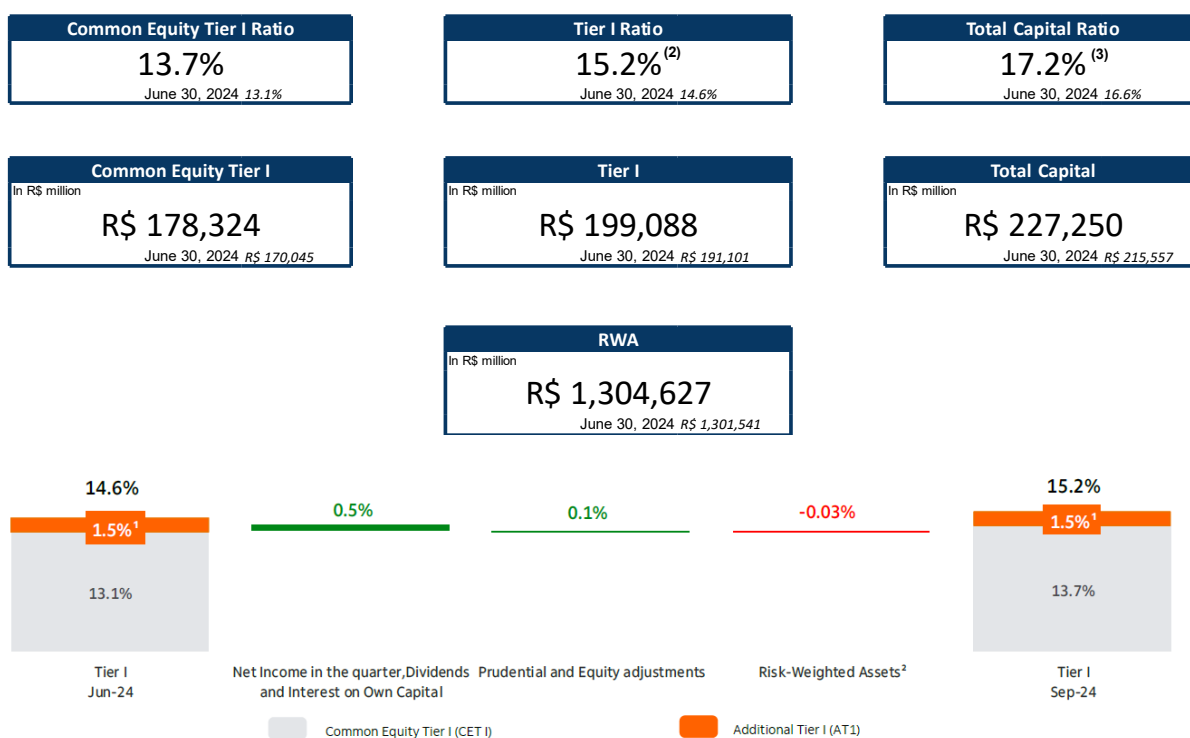 Common Equity Tier I Ratio
13.7%
June 30, 2024 13.1%
Tier I Ratio
15.2% (2)
June 30, 2024 14.6%
Total Capital Ratio
17.2% (3)
June 30, 2024 16.6%
Common Equity Tier I
In R$ million
R$ 178,324
June 30, 2024 R$ 170,045
Tier I
In R$ million
R$ 199,088
June 30, 2024 R$ 191,101
Total Capital
In R$ million
R$ 227,250
June 30, 2024 R$ 215,557
RWA
In R$ million
R$ 1,304,627
June 30, 2024 R$ 1,301,541
14.6%
1.5%¹
13.1%
Tier I
Jun-24
0.5%
Net Income in the quarter,Dividends
and Interest on Own Capital
0.1%
Prudential and Equity adjustments
-0.03%
Risk-Weighted Assets²
15.2%
1.5%¹
13.7%
Tier I
Sep-24
Common Equity Tier I (CET I)
Additional Tier I (AT1)